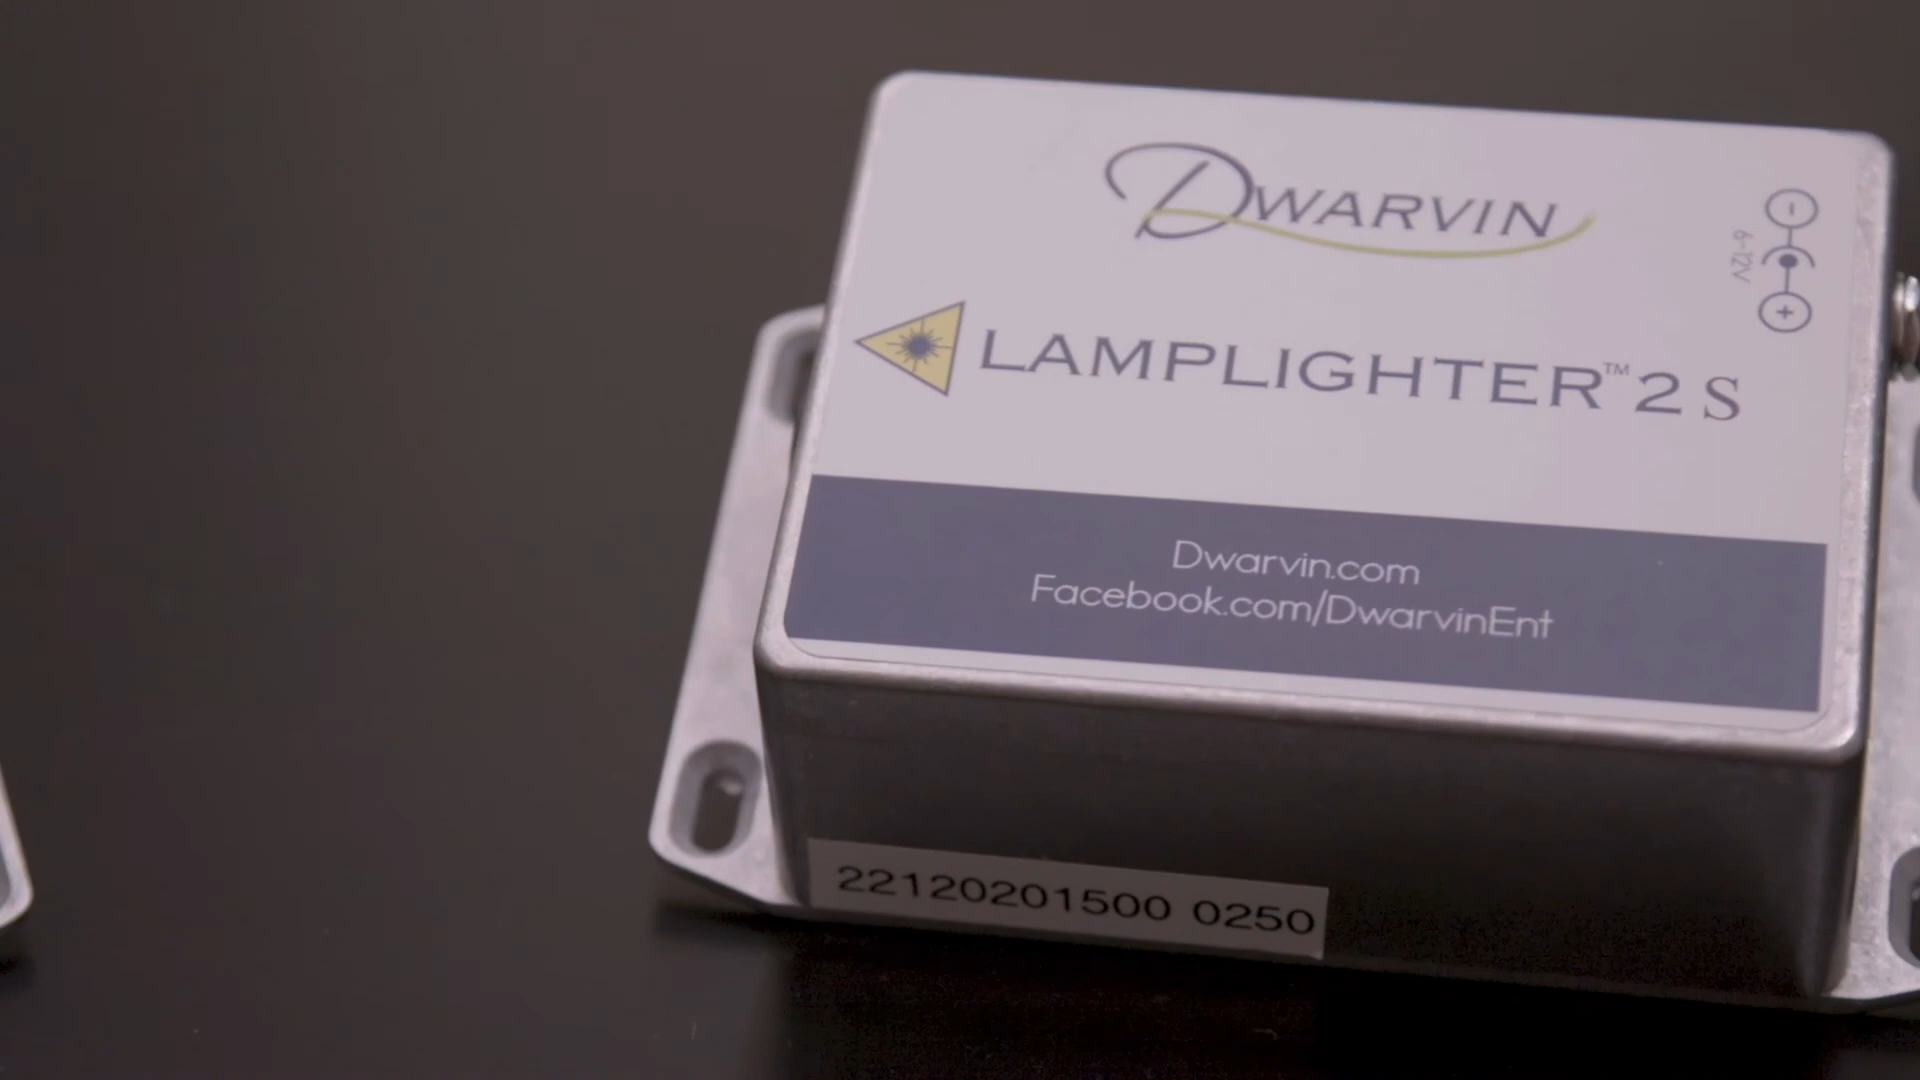 DWARVIN
6-12V
LAMPLIGHTER™ 2 S
Dwarvin.com
Facebook.com/DwarvinEnt
22120201500 0250